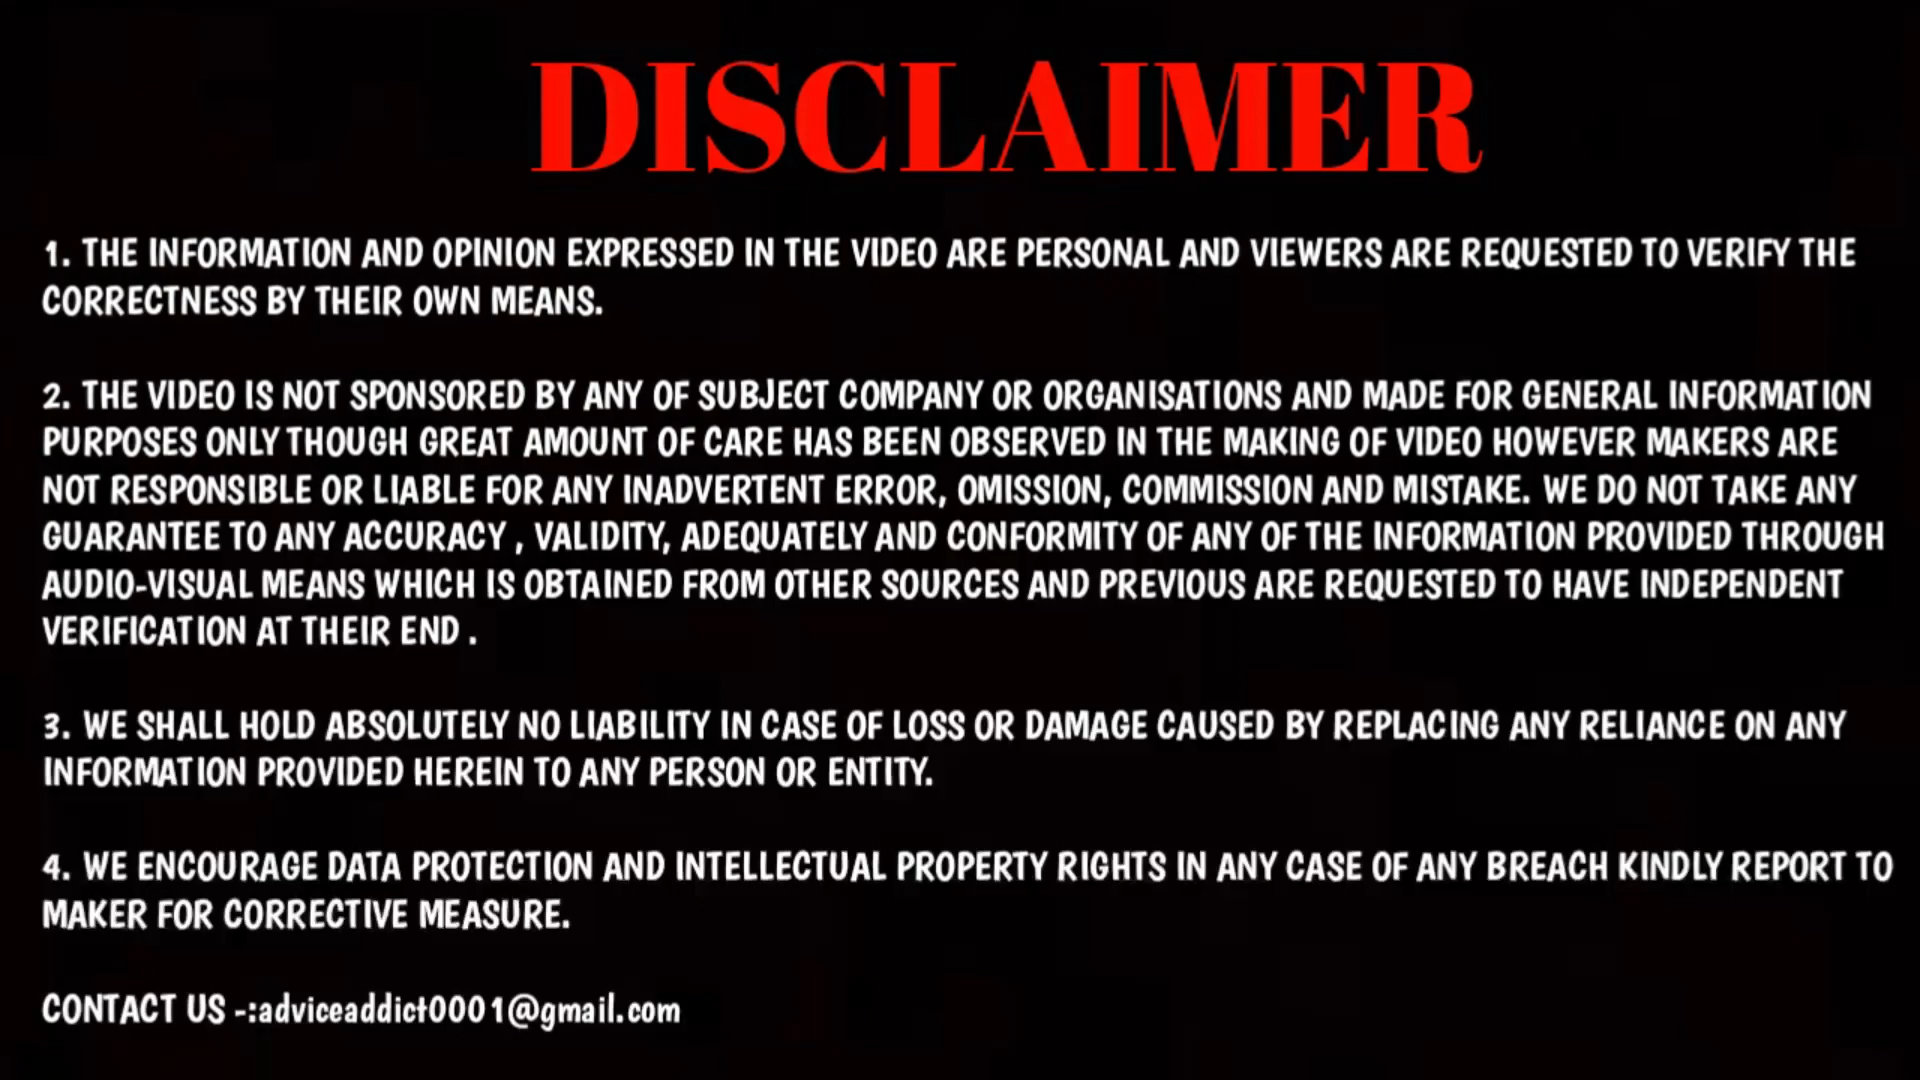 DISCLAIMER
1. THE INFORMATION AND OPINION EXPRESSED IN THE VIDEO ARE PERSONAL AND VIEWERS ARE REQUESTED TO VERIFY THE
CORRECTNESS BY THEIR OWN MEANS.
2. THE VIDEO IS NOT SPONSORED BY ANY OF SUBJECT COMPANY OR ORGANISATIONS AND MADE FOR GENERAL INFORMATION
PURPOSES ONLY THOUGH GREAT AMOUNT OF CARE HAS BEEN OBSERVED IN THE MAKING OF VIDEO HOWEVER MAKERS ARE
NOT RESPONSIBLE OR LIABLE FOR ANY INADVERTENT ERROR, OMISSION, COMMISSION AND MISTAKE. WE DO NOT TAKE ANY
GUARANTEE TO ANY ACCURACY , VALIDITY, ADEQUATELY AND CONFORMITY OF ANY OF THE INFORMATION PROVIDED THROUGH
AUDIO-VISUAL MEANS WHICH IS OBTAINED FROM OTHER SOURCES AND PREVIOUS ARE REQUESTED TO HAVE INDEPENDENT
VERIFICATION AT THEIR END .
3. WE SHALL HOLD ABSOLUTELY NO LIABILITY IN CASE OF LOSS OR DAMAGE CAUSED BY REPLACING ANY RELIANCE ON ANY
INFORMATION PROVIDED HEREIN TO ANY PERSON OR ENTITY.
4. WE ENCOURAGE DATA PROTECTION AND INTELLECTUAL PROPERTY RIGHTS IN ANY CASE OF ANY BREACH KINDLY REPORT TO
MAKER FOR CORRECTIVE MEASURE.
CONTACT US -:adviceaddict0001@gmail.com